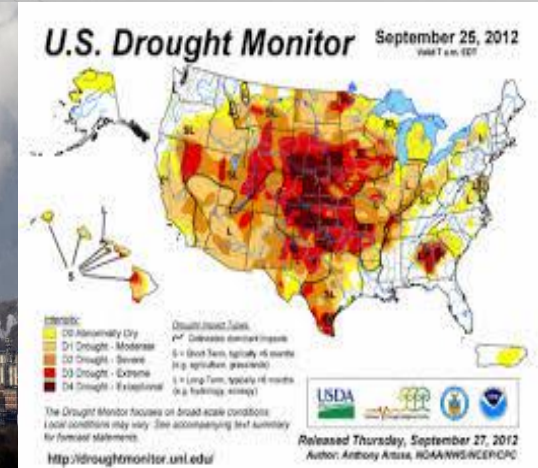 U.S. Drought Monitor
September 25, 2012
Valid 7 a.m. EDT
SL
SL
SL
SL
L
L
S
Intensity:
D0 Abnormally Dry
D1 Drought - Moderate
D2 Drought - Severe
D3 Drought - Extreme
D4 Drought - Exceptional
Drought Impact Types:
Delineates dominant impacts
S = Short-Term, typically <6 months
(e.g. agriculture, grasslands)
L = Long-Term, typically >6 months
(e.g. hydrology, ecology)
The Drought Monitor focuses on broad-scale conditions.
Local conditions may vary. See accompanying text summary
for forecast statements.
http://droughtmonitor.unl.edu/
USDA
Released Thursday, September 27, 2012
Author: Anthony Artusa, NOAA/NWS/NCEP/CPC